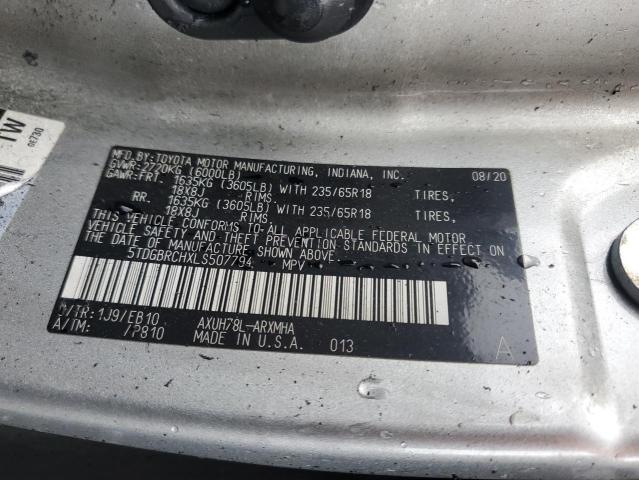 MFD. BY: TOYOTA MOTOR MANUFACTURING, INDIANA, INC. 08/20
GVWR: 2720KG (6000LB)
GAWR: FRT. 1635KG (3605LB) WITH 235/65R18 TIRES,
18X8J RIMS
RR. 1635KG (3605LB) WITH 235/65R18 TIRES,
18X8J RIMS
THIS VEHICLE CONFORMS TO ALL APPLICABLE FEDERAL MOTOR
VEHICLE SAFETY AND THEFT PREVENTION STANDARDS IN EFFECT ON
THE DATE OF MANUFACTURE SHOWN ABOVE.
5TDGBRCHXLS507794 MPV
C/TR: 1J9/EB10 AXUH78L-ARXMHA
A/TM: /P810 MADE IN U.S.A. 013 A
TW
0E730